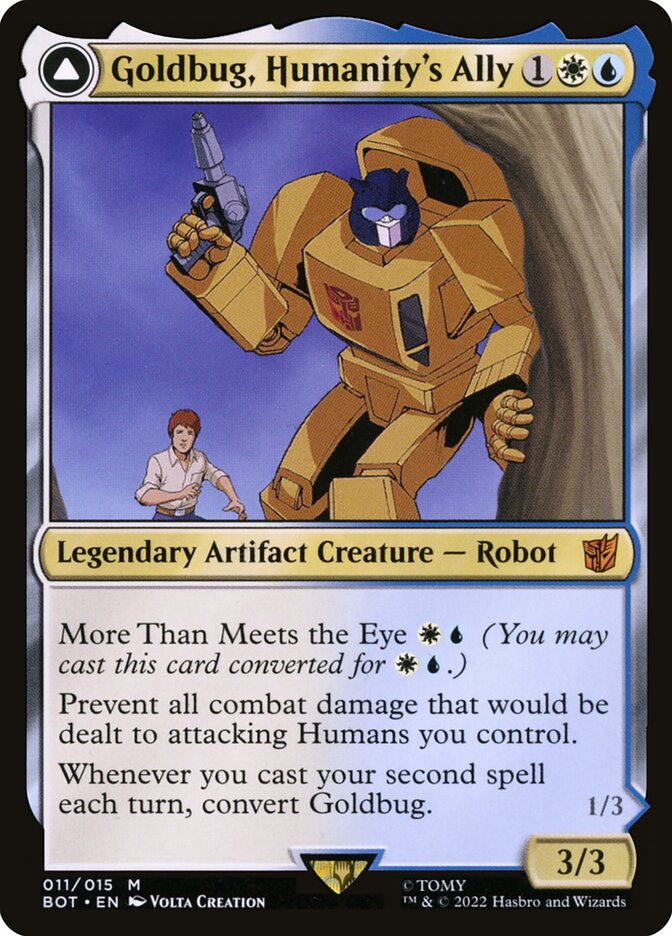 Goldbug, Humanity's Ally 1
Legendary Artifact Creature — Robot
More Than Meets the Eye (You may
cast this card converted for .)
Prevent all combat damage that would be
dealt to attacking Humans you control.
Whenever you cast your second spell
each turn, convert Goldbug.
1/3
3/3
011/015 M
BOT • EN Volta Creation
© TOMY
™ & © 2022 Hasbro and Wizards